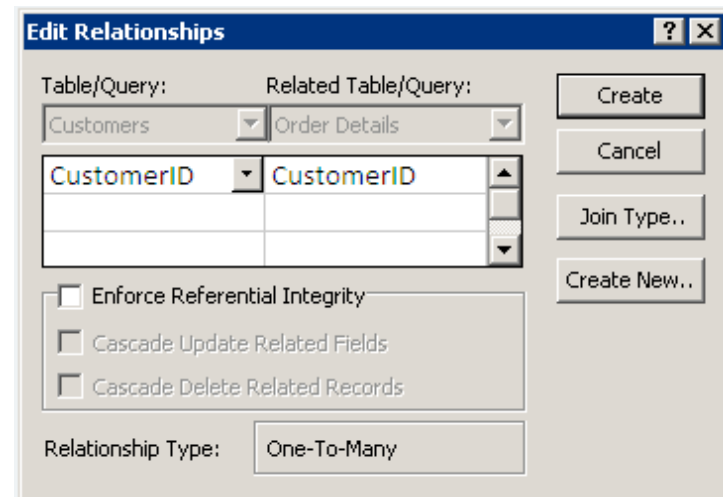 Edit Relationships
Table/Query: Related Table/Query:
Create
Customers Order Details
Cancel
CustomerID CustomerID
Join Type..
Create New..
Enforce Referential Integrity
Cascade Update Related Fields
Cascade Delete Related Records
Relationship Type: One-To-Many